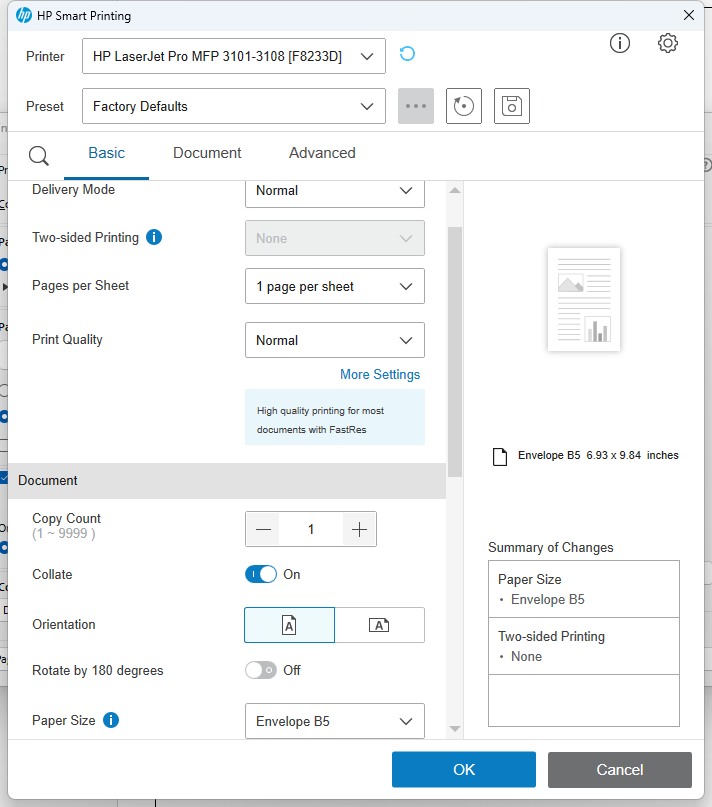 HP Smart Printing
Printer
HP LaserJet Pro MFP 3101-3108 [F8233D]
Preset
Factory Defaults
Basic
Document
Advanced
Delivery Mode
Normal
Two-sided Printing
None
Pages per Sheet
1 page per sheet
Print Quality
Normal
More Settings
High quality printing for most
documents with FastRes
Document
Copy Count
(1 ~ 9999 )
1
Collate
On
Orientation
A
A
Rotate by 180 degrees
Off
Paper Size
Envelope B5
Envelope B5 6.93 x 9.84 inches
Summary of Changes
Paper Size
• Envelope B5
Two-sided Printing
• None
OK
Cancel